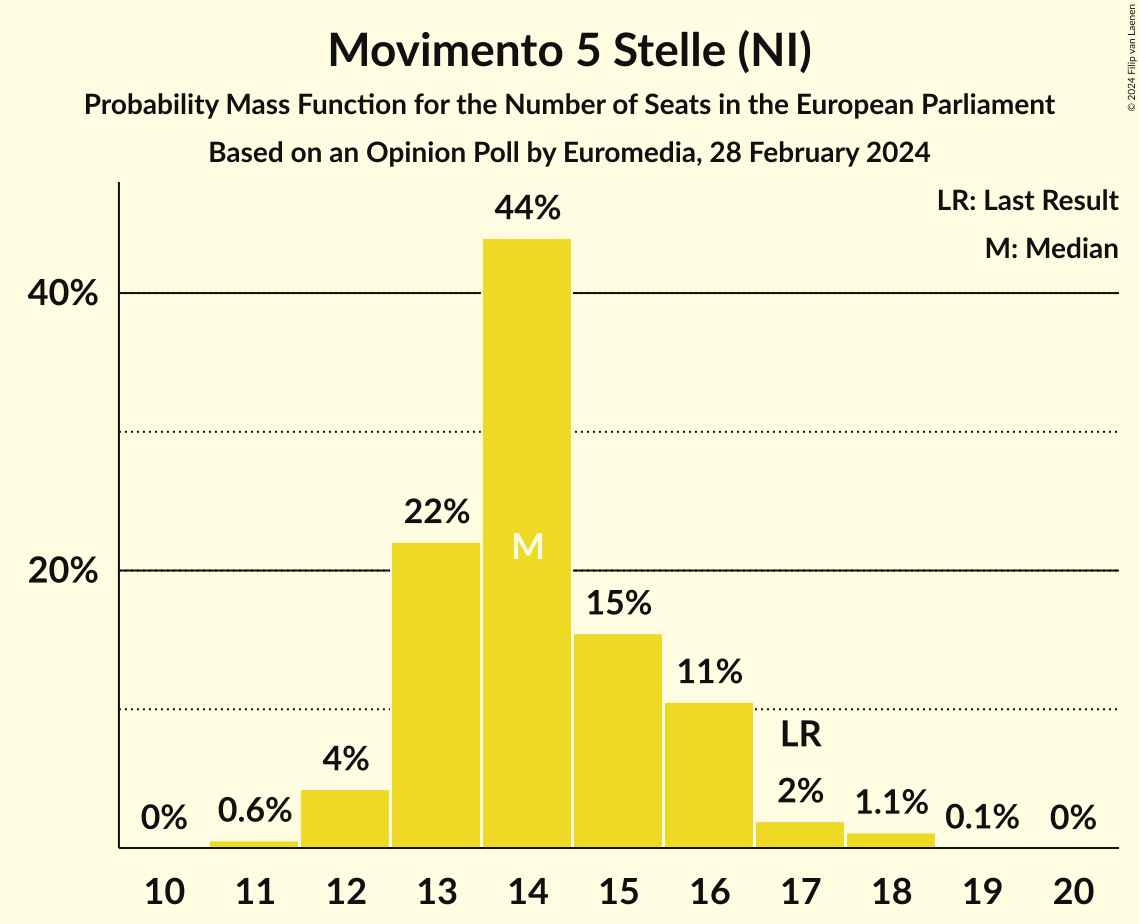 Movimento 5 Stelle (NI)
Probability Mass Function for the Number of Seats in the European Parliament
Based on an Opinion Poll by Euromedia, 28 February 2024
© 2024 Filip van Laenen
LR: Last Result
M: Median
44%
40%
22%
M
20%
15%
11%
LR
4%
2%
1.1%
0.6%
0%
0.1%
0%
10 11 12 13 14 15 16 17 18 19 20